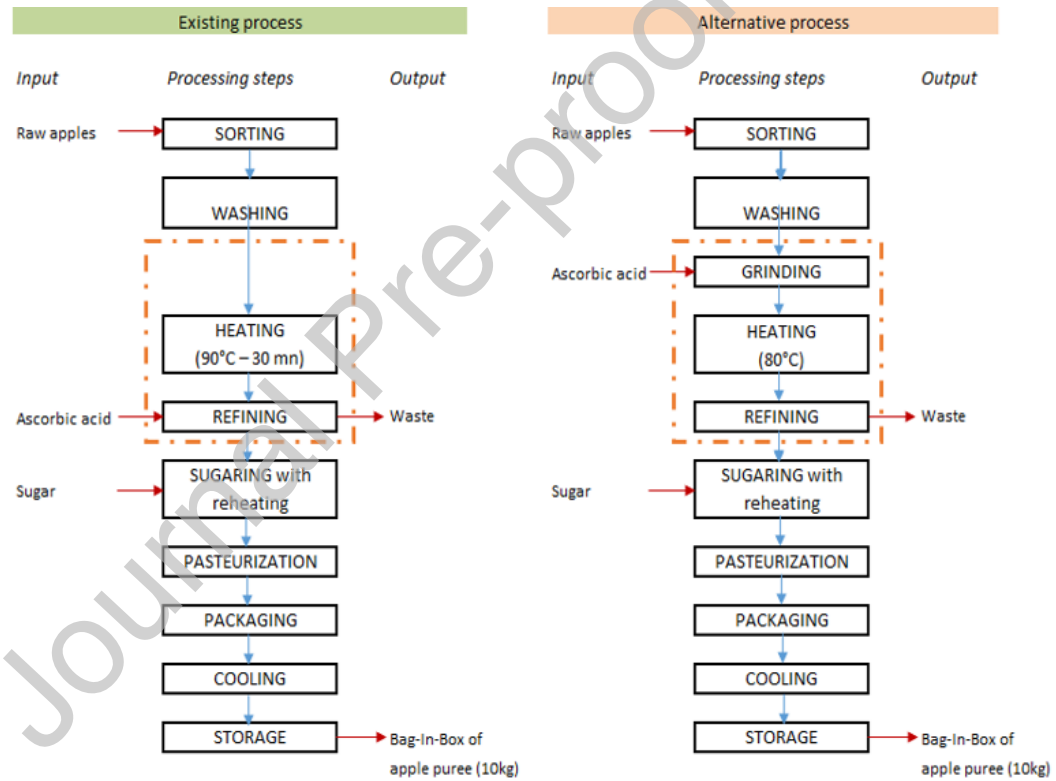 Existing process
Input Processing steps Output
Raw apples
SORTING
WASHING
HEATING
(90°C – 30 mn)
Ascorbic acid
REFINING
Waste
Sugar
SUGARING with
reheating
PASTEURIZATION
PACKAGING
COOLING
STORAGE
Bag-In-Box of
apple puree (10kg)
Alternative process
Input Processing steps Output
Raw apples
SORTING
WASHING
Ascorbic acid
GRINDING
HEATING
(80°C)
REFINING
Waste
Sugar
SUGARING with
reheating
PASTEURIZATION
PACKAGING
COOLING
STORAGE
Bag-In-Box of
apple puree (10kg)
Journal Pre-proof